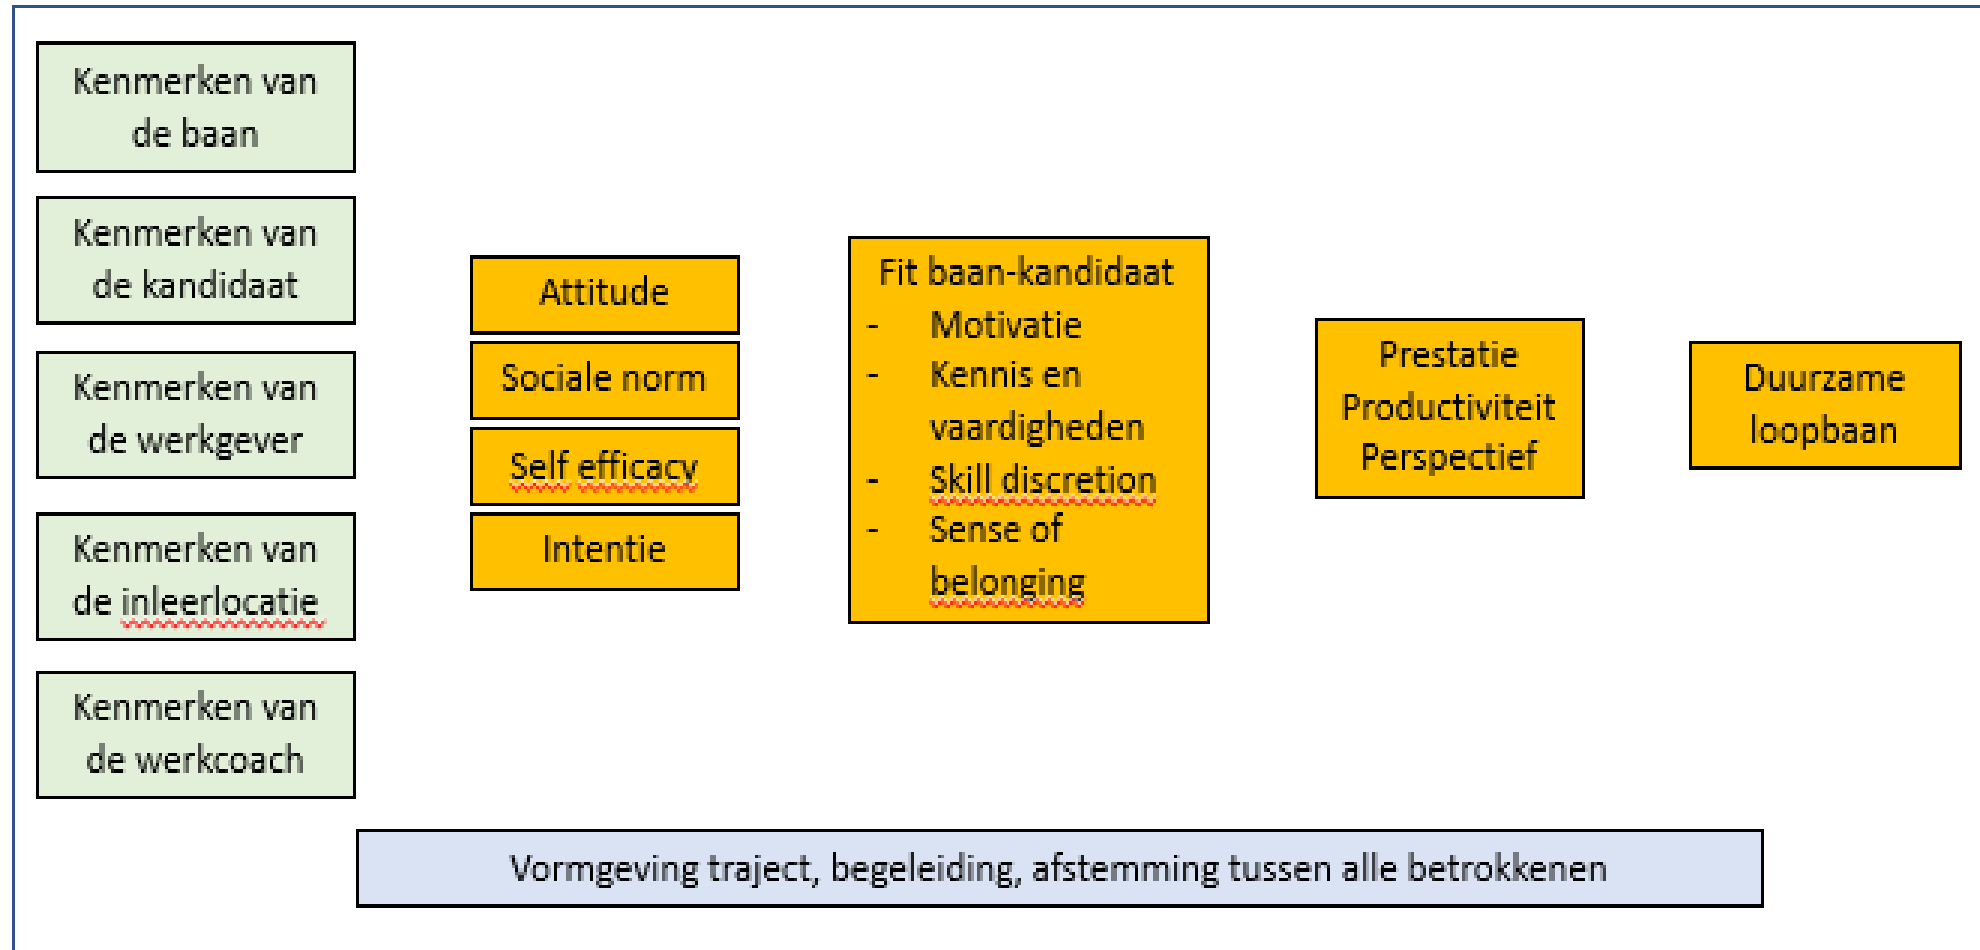 Kenmerken van
de baan
Kenmerken van
de kandidaat
Kenmerken van
de werkgever
Kenmerken van
de inleerlocatie
Kenmerken van
de werkcoach
Attitude
Sociale norm
Self efficacy
Intentie
Fit baan-kandidaat
- Motivatie
- Kennis en
vaardigheden
- Skill discretion
- Sense of
belonging
Prestatie
Productiviteit
Perspectief
Duurzame
loopbaan
Vormgeving traject, begeleiding, afstemming tussen alle betrokkenen